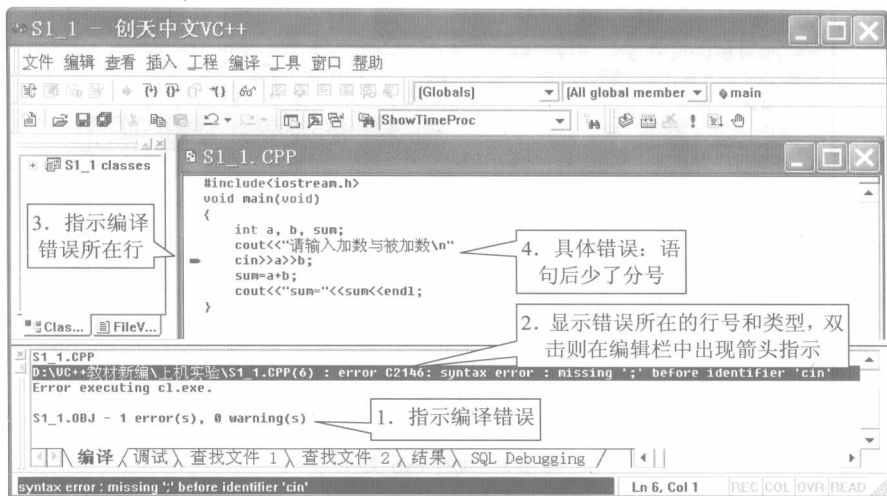 S1_1 - 创天中文VC++
文件 编辑 查看 插入 工程 编译 工具 窗口 帮助
(Globals) (All global member main
ShowTimeProc
S1_1 classes
S1_1.CPP
#include<iostream.h>
void main(void)
{
int a, b, sum;
cout<<"请输入加数与被加数\n"
cin>>a>>b;
sum=a+b;
cout<<"sum="<<sum<<endl;
}
3. 指示编译
错误所在行
4. 具体错误：语
句后少了分号
2. 显示错误所在的行号和类型，双
击则在编辑栏中出现箭头指示
Clas... FileV...
S1_1.CPP
D:\VC++教材新编\上机实验\S1_1.CPP(6) : error C2146: syntax error : missing ';' before identifier 'cin'
Error executing cl.exe.
S1_1.OBJ - 1 error(s), 0 warning(s)
1. 指示编译错误
编译 调试 查找文件 1 查找文件 2 结果 SQL Debugging
syntax error : missing ';' before identifier 'cin'
Ln 6, Col 1 REC COL OVR READ